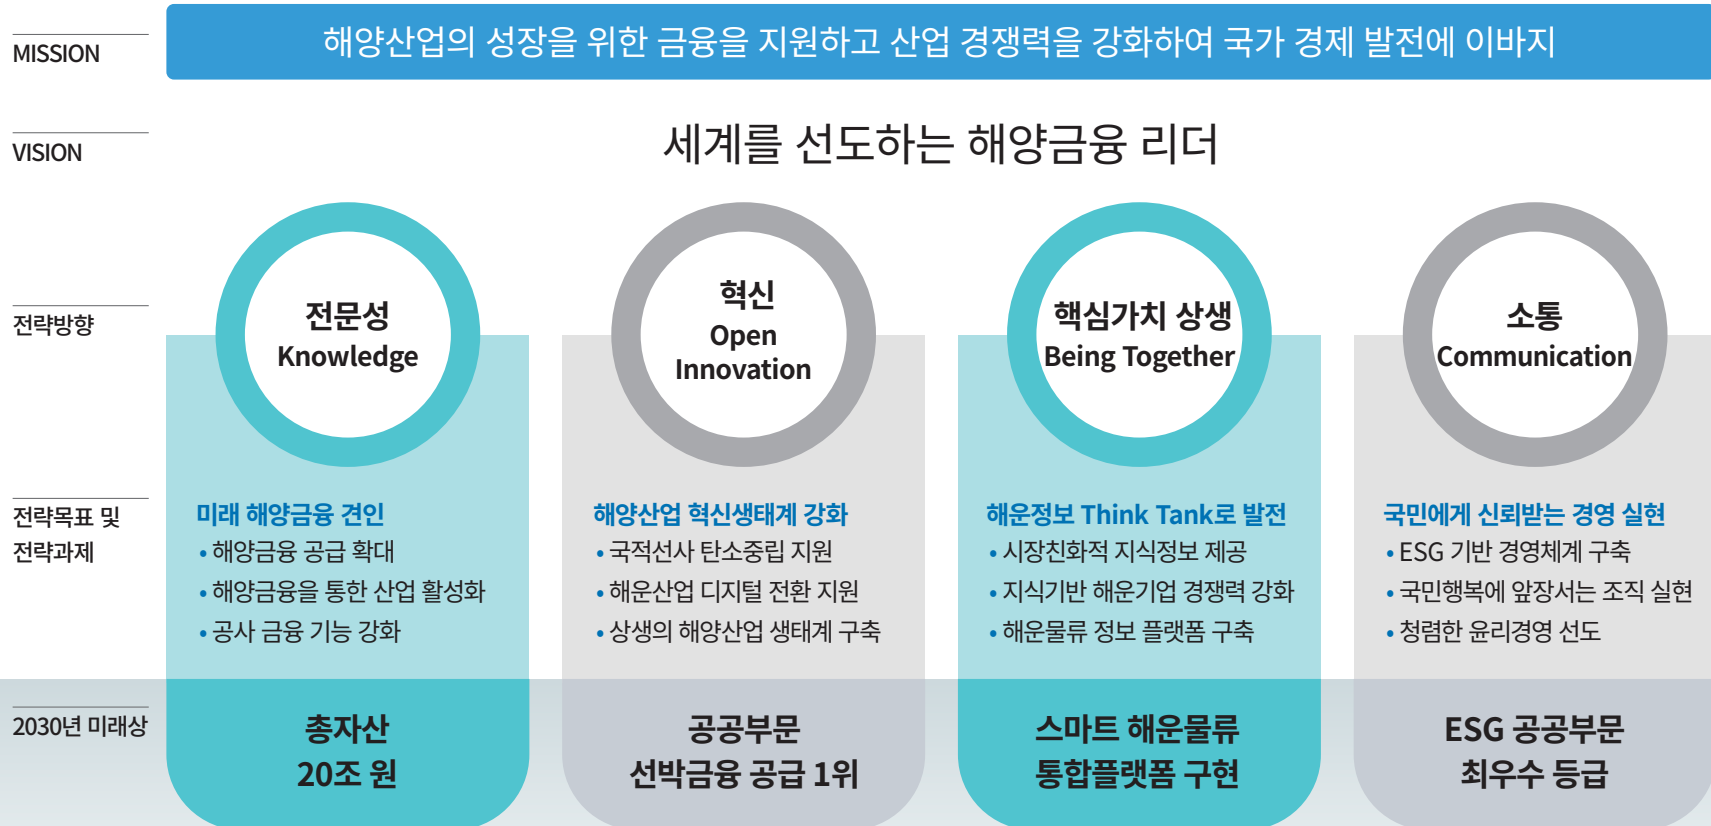 MISSION
해양산업의 성장을 위한 금융을 지원하고 산업 경쟁력을 강화하여 국가 경제 발전에 이바지
VISION
세계를 선도하는 해양금융 리더
전략방향
전문성
Knowledge
혁신
Open
Innovation
핵심가치 상생
Being Together
소통
Communication
전략목표 및
전략과제
미래 해양금융 견인
• 해양금융 공급 확대
• 해양금융을 통한 산업 활성화
• 공사 금융 기능 강화
해양산업 혁신생태계 강화
• 국적선사 탄소중립 지원
• 해운산업 디지털 전환 지원
• 상생의 해양산업 생태계 구축
해운정보 Think Tank로 발전
• 시장친화적 지식정보 제공
• 지식기반 해운기업 경쟁력 강화
• 해운물류 정보 플랫폼 구축
국민에게 신뢰받는 경영 실현
• ESG 기반 경영체계 구축
• 국민행복에 앞장서는 조직 실현
• 청렴한 윤리경영 선도
2030년 미래상
총자산
20조 원
공공부문
선박금융 공급 1위
스마트 해운물류
통합플랫폼 구현
ESG 공공부문
최우수 등급